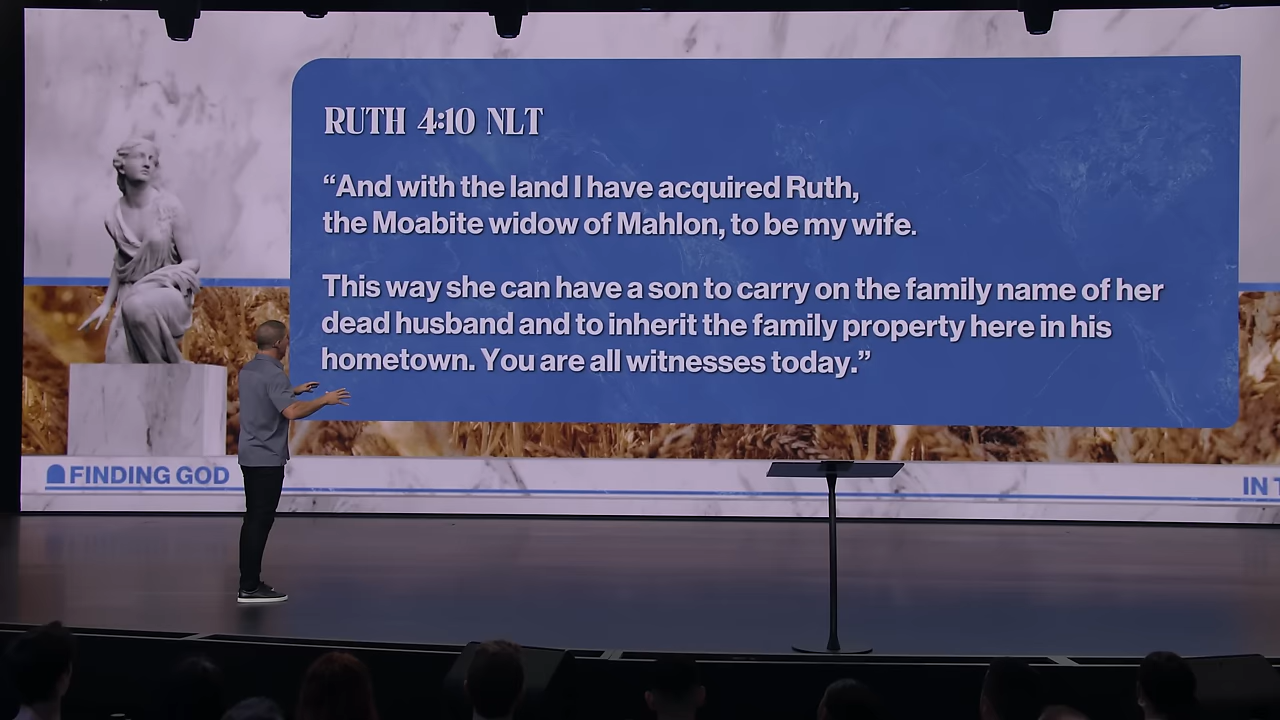 RUTH 4:10 NLT
“And with the land I have acquired Ruth,
the Moabite widow of Mahlon, to be my wife.
This way she can have a son to carry on the family name of her
dead husband and to inherit the family property here in his
hometown. You are all witnesses today.”
FINDING GOD
IN